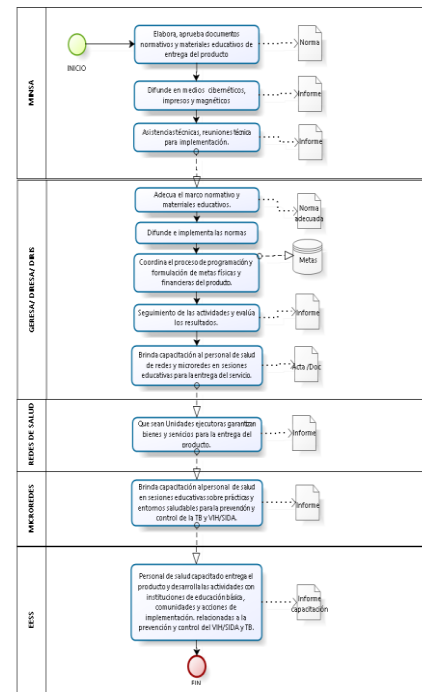 MINSA
INICIO
Elabora, aprueba documentos
normativos y materiales educativos de
entrega del producto
Norma
Difunde en medios cibernéticos,
impresos y magnéticos
Informe
Asistencias técnicas, reuniones técnica
para implementación.
Informe
GERESA/ DIRESA/ DIRIS
Adecua el marco normativo y
materiales educativos.
Norma
adecuada
Difunde e implementa las normas
Coordina el proceso de programación y
formulación de metas físicas y
financieras del producto.
Metas
Seguimiento de las actividades y evalúa
los resultados.
Informe
Brinda capacitación al personal de salud
de redes y microredes en sesiones
educativas para la entrega del servicio.
Acta /Doc
REDES DE SALUD
Que sean Unidades ejecutoras garantizan
bienes y servicios para la entrega del
producto.
Informe
MICROREDES
Brinda capacitación al personal de salud
en sesiones educativas sobre prácticas y
entornos saludables para la prevención y
control de la TB y VIH/SIDA.
Informe
EESS
Personal de salud capacitado entrega el
producto y desarrolla las actividades con
instituciones de educación básica,
comunidades y acciones de
implementación. relacionadas a la
prevención y control del VIH/SIDA y TB.
Informe
capacitación
FIN